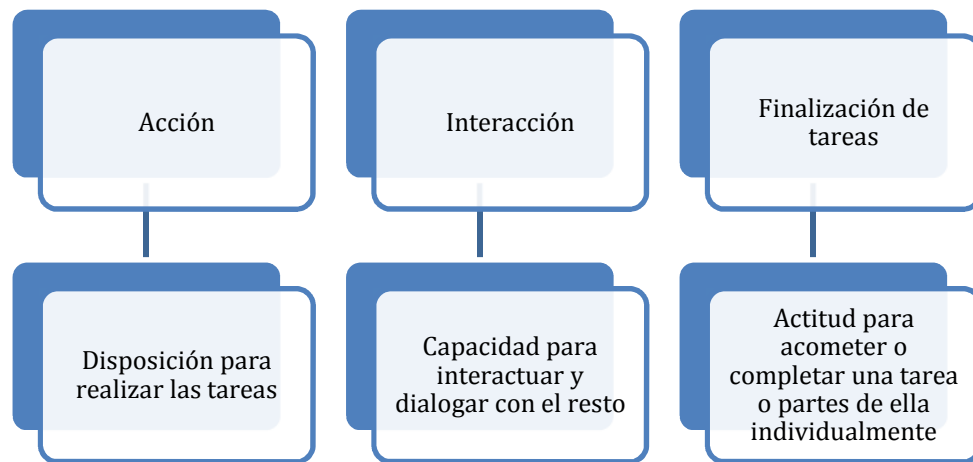 Acción
Interacción
Finalización de
tareas
Disposición para
realizar las tareas
Capacidad para
interactuar y
dialogar con el resto
Actitud para
acometer o
completar una tarea
o partes de ella
individualmente